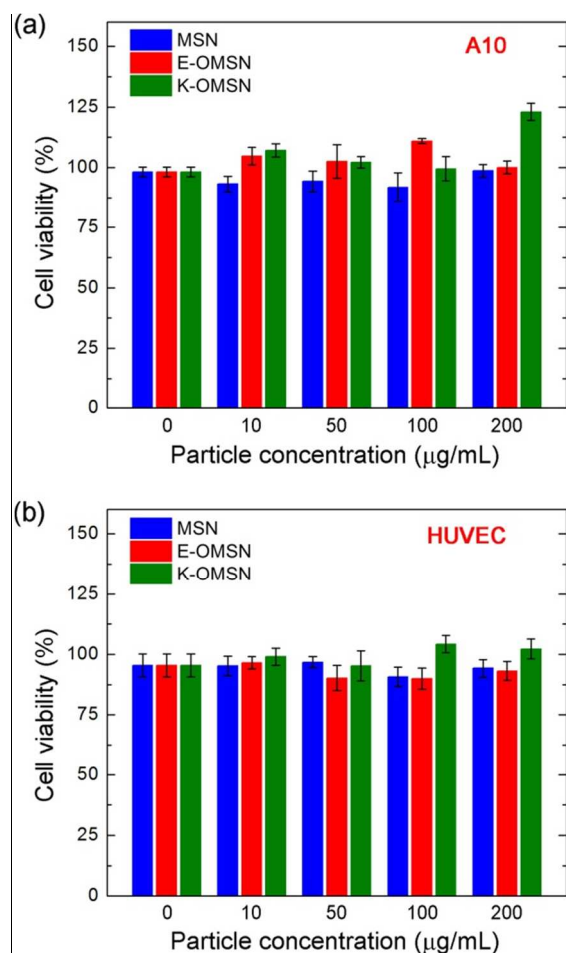 (a)
MSN
E-OMSN
K-OMSN
A10
Cell viability (%)
150
125
100
75
50
25
0
0 10 50 100 200
Particle concentration (μg/mL)
(b)
MSN
E-OMSN
K-OMSN
HUVEC
Cell viability (%)
150
125
100
75
50
25
0
0 10 50 100 200
Particle concentration (μg/mL)